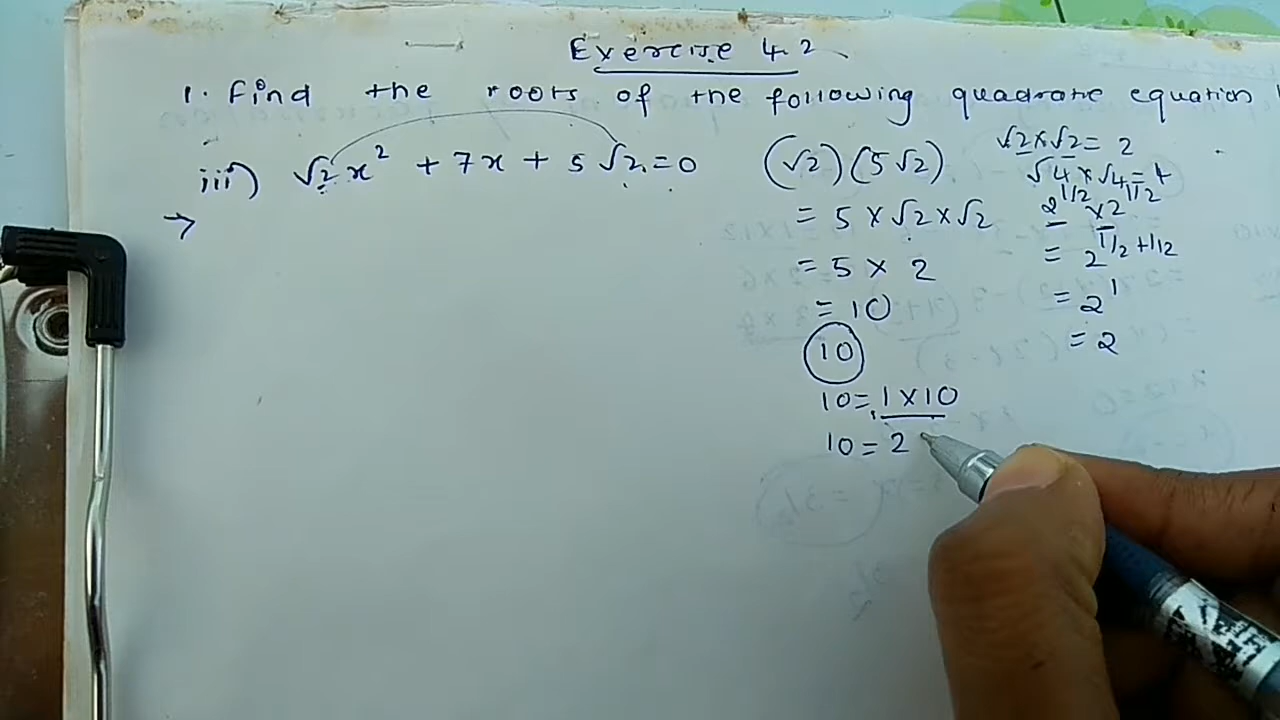 Exercise 4.2
1. Find the roots of the following quadratic equation
iii) √2x² + 7x + 5√2 = 0
→
(√2)(5√2)
= 5 × √2 × √2
= 5 × 2
= 10
10
10 = 1 × 10
10 = 2
√2 × √2 = 2
√4 × √4 = 4
2^1/2 × 2^1/2
= 2^1/2 + 1/2
= 2^1
= 2